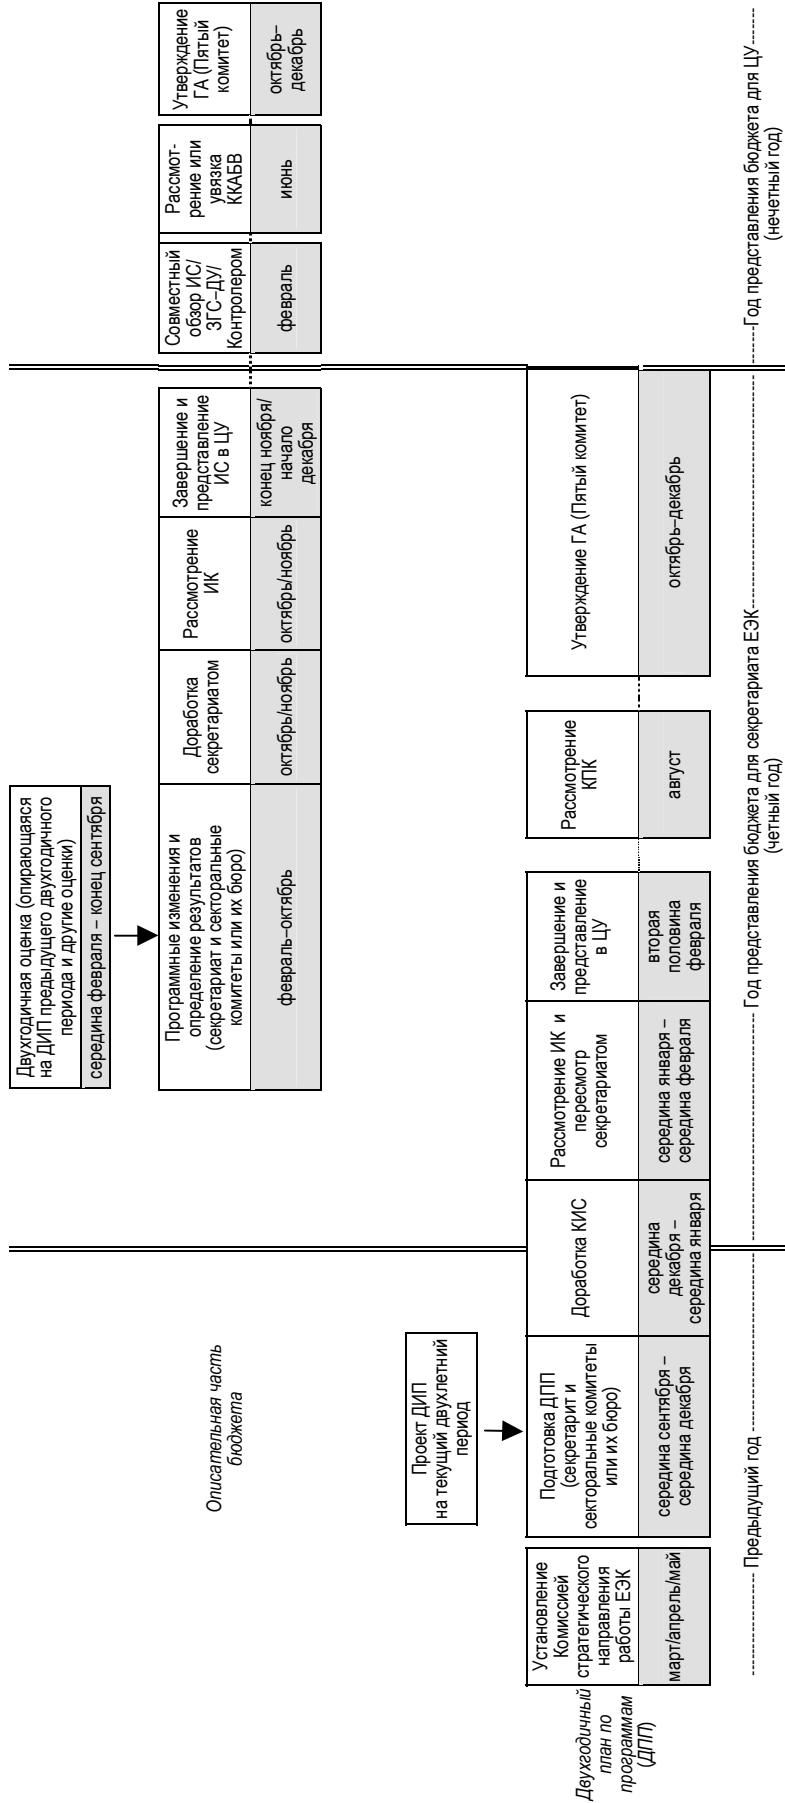 Двухгодичная оценка (опирающаяся
на ДИП предыдущего двухгодичного
периода и другие оценки)
середина февраля – конец сентября
Описательная часть
бюджета
Программные изменения и
определение результатов
(секретариат и секторальные
комитеты или их бюро)
февраль–октябрь
Доработка
секретариатом
октябрь/ноябрь
Рассмотрение
ИК
октябрь/ноябрь
Завершение и
представление
ИС в ЦУ
конец ноября/
начало
декабря
Совместный
обзор ИС/
ЗГС–ДУ/
Контролером
февраль
Рассмот-
рение или
увязка
ККАБВ
июнь
Утверждение
ГА (Пятый
комитет)
октябрь–
декабрь
Проект ДИП
на текущий двухлетний
период
Двухгодичный
план по
программам
(ДПП)
Установление
Комиссией
стратегического
направления
работы ЕЭК
март/апрель/май
Подготовка ДПП
(секретарит и
секторальные комитеты
или их бюро)
середина сентября –
середина декабря
Доработка КИС
середина
декабря –
середина января
Рассмотрение ИК и
пересмотр
секретариатом
середина января –
середина февраля
Завершение и
представление
в ЦУ
вторая
половина
февраля
Рассмотрение
КПК
август
Утверждение ГА (Пятый комитет)
октябрь–декабрь
Предыдущий год
Год представления бюджета для секретариата ЕЭК
(четный год)
Год представления бюджета для ЦУ
(нечетный год)